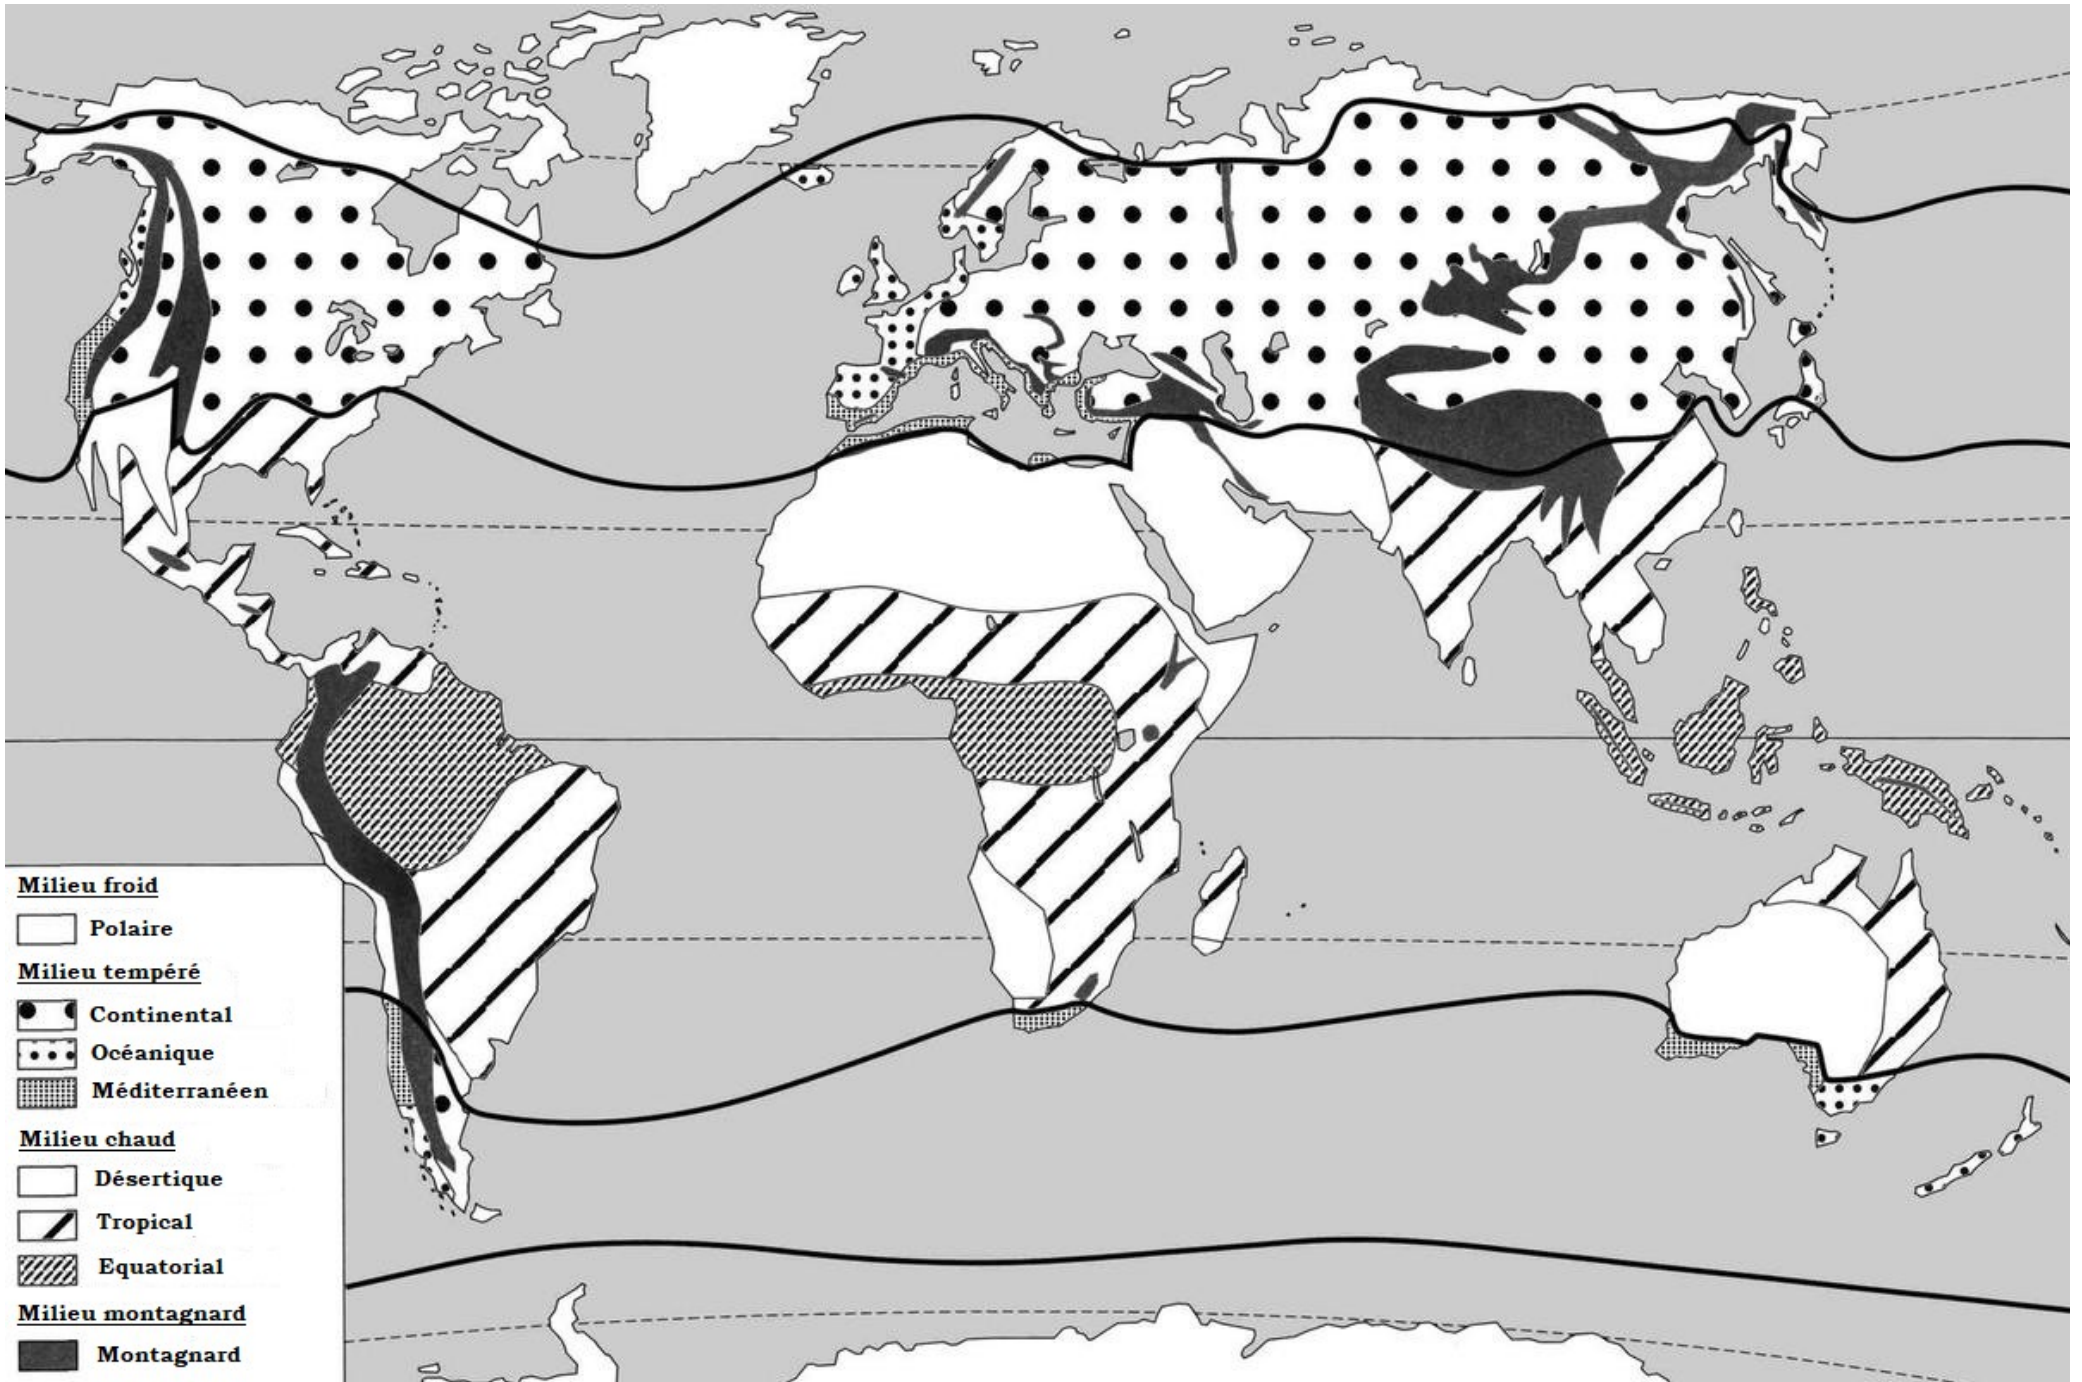 Milieu froid
Polaire
Milieu tempéré
Continental
Océanique
Méditerranéen
Milieu chaud
Désertique
Tropical
Equatorial
Milieu montagnard
Montagnard